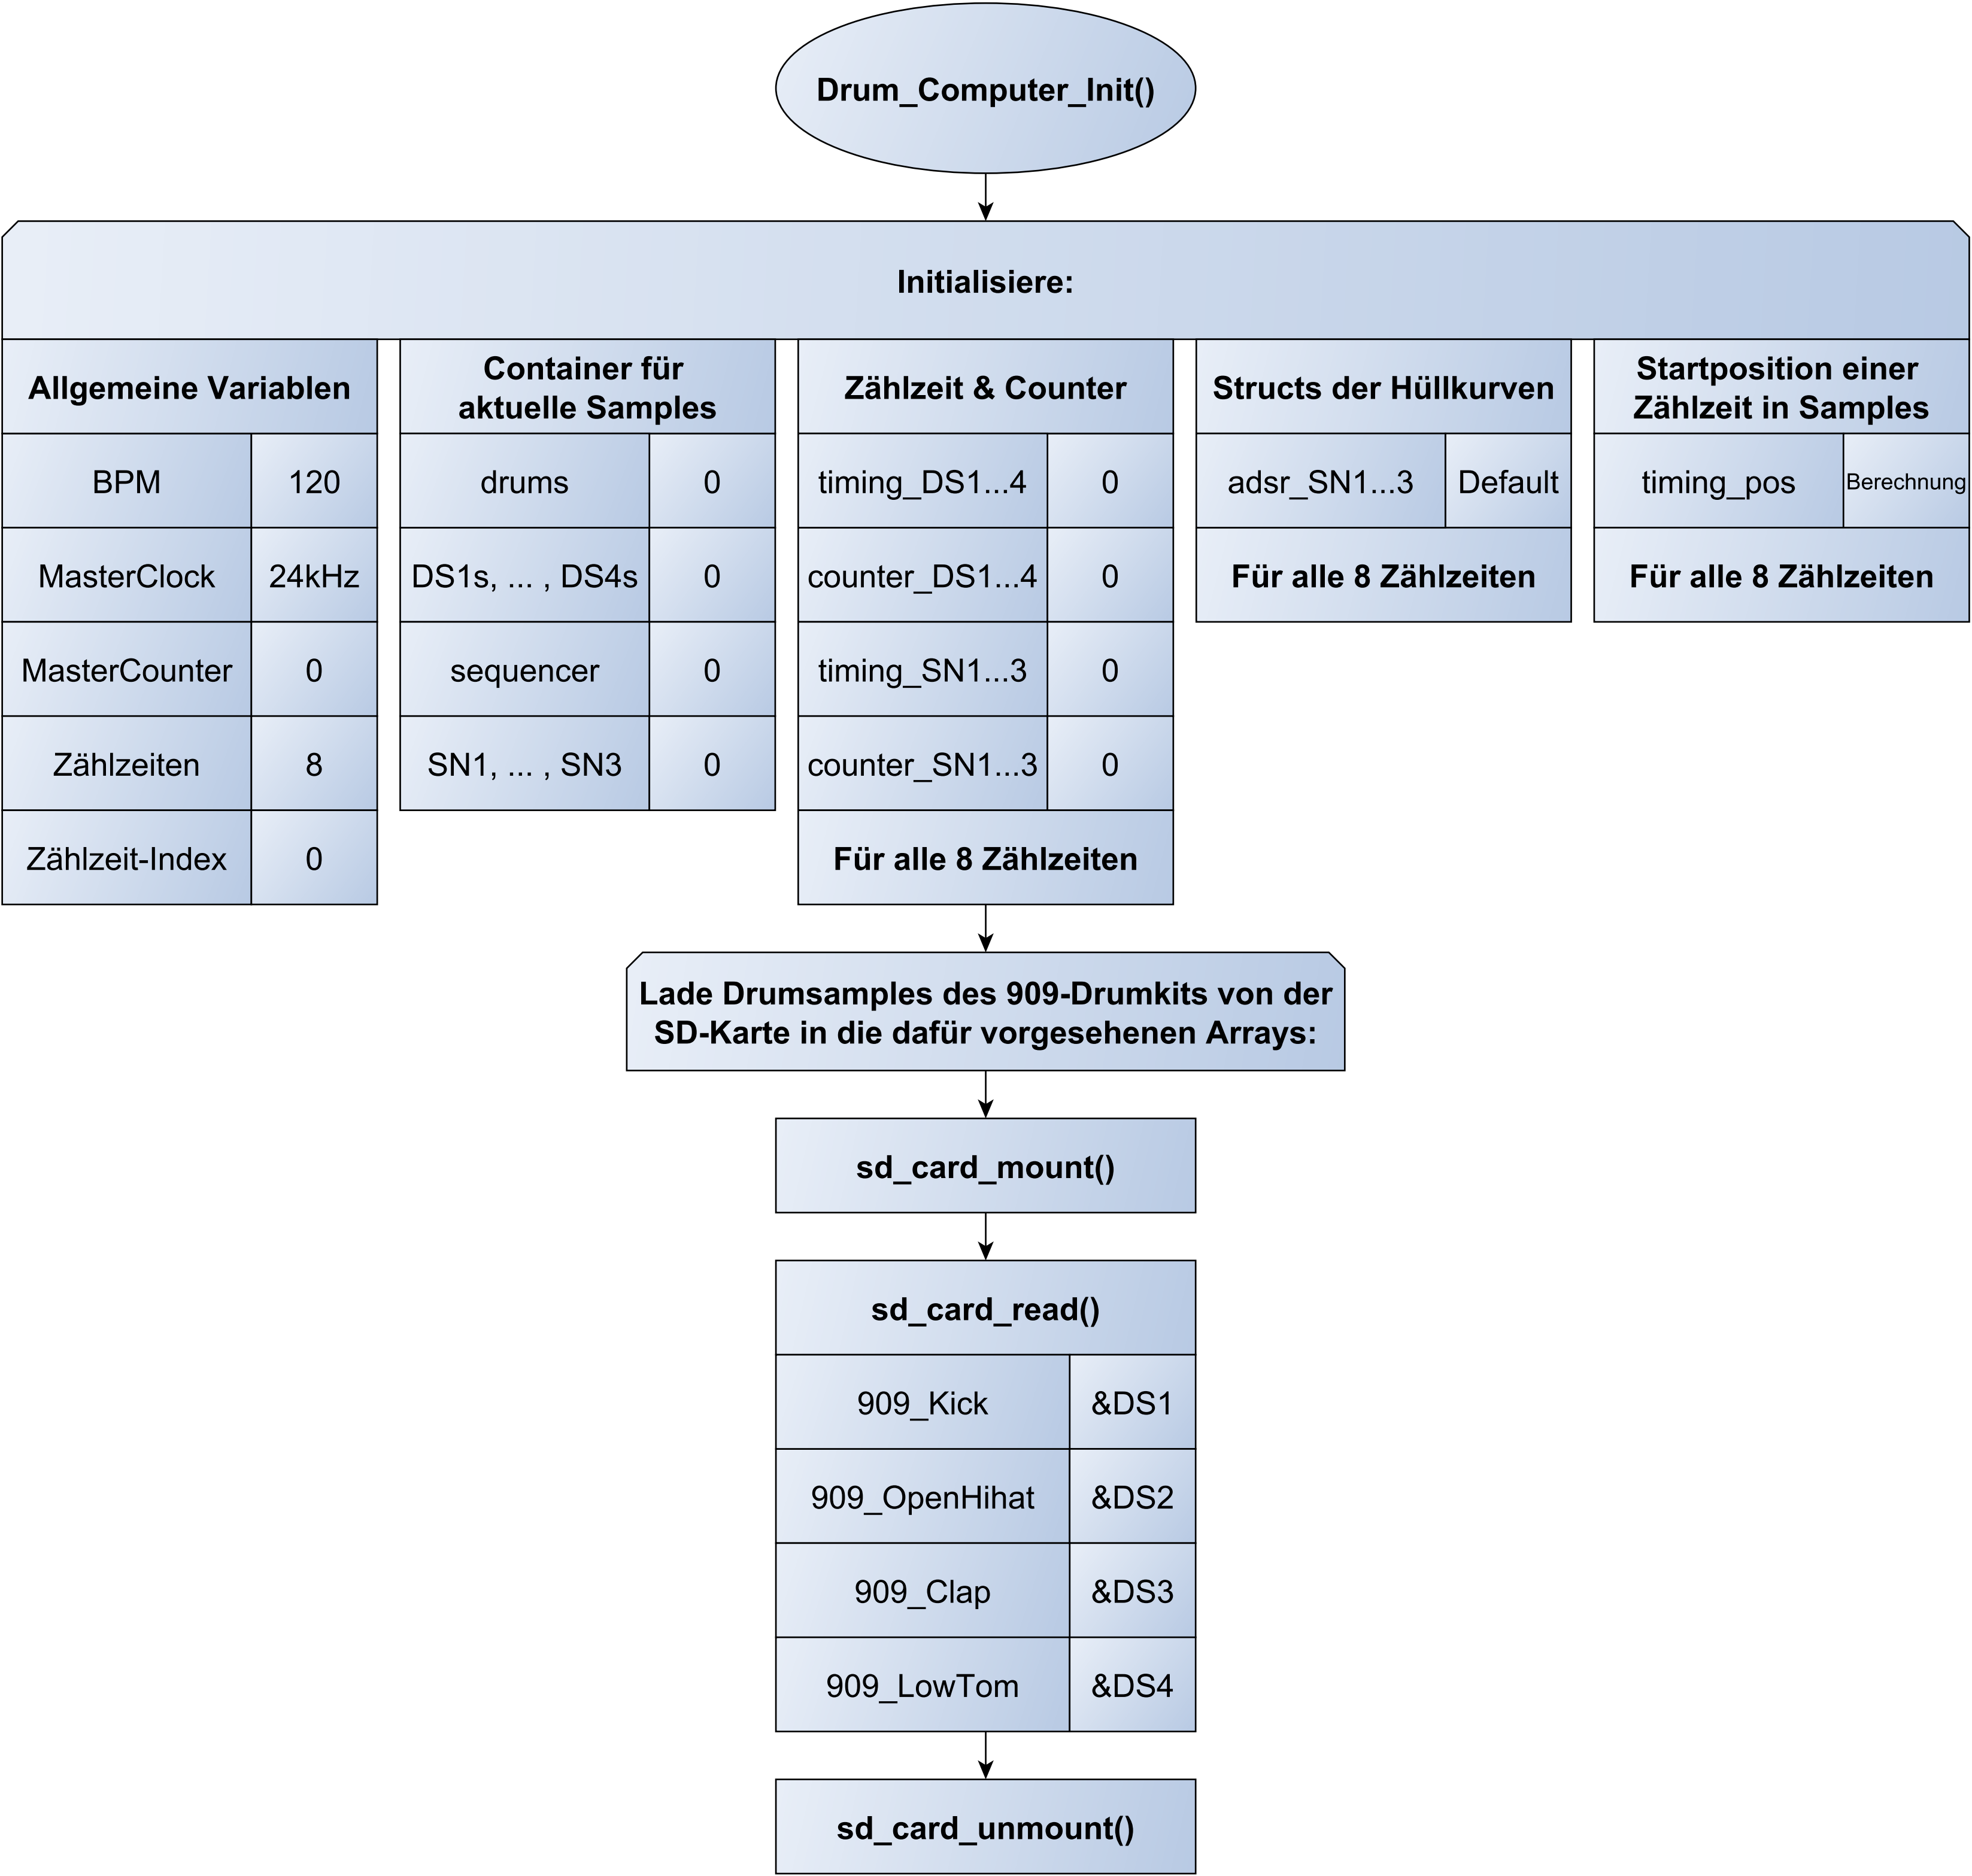 Drum_Computer_Init()
Initialisiere:
Allgemeine Variablen
BPM 120
MasterClock 24kHz
MasterCounter 0
Zählzeiten 8
Zählzeit-Index 0
Container für
aktuelle Samples
drums 0
DS1s, ... , DS4s 0
sequencer 0
SN1, ... , SN3 0
Zählzeit & Counter
timing_DS1...4 0
counter_DS1...4 0
timing_SN1...3 0
counter_SN1...3 0
Für alle 8 Zählzeiten
Structs der Hüllkurven
adsr_SN1...3 Default
Für alle 8 Zählzeiten
Startposition einer
Zählzeit in Samples
timing_pos Berechnung
Für alle 8 Zählzeiten
Lade Drumsamples des 909-Drumkits von der
SD-Karte in die dafür vorgesehenen Arrays:
sd_card_mount()
sd_card_read()
909_Kick &DS1
909_OpenHihat &DS2
909_Clap &DS3
909_LowTom &DS4
sd_card_unmount()